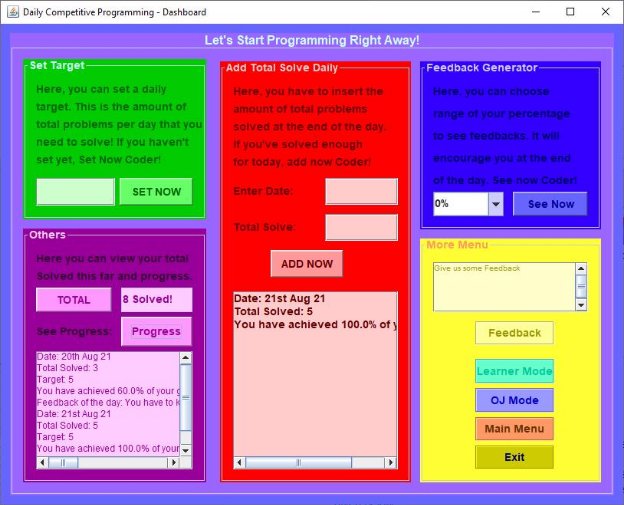 Daily Competitive Programming - Dashboard
Let's Start Programming Right Away!
Set Target
Here, you can set a daily
target. This is the amount of
total problems per day that you
need to solve! If you haven't
set yet, Set Now Coder!
SET NOW
Others
Here you can view your total
Solved this far and progress.
TOTAL
8 Solved!
See Progress:
Progress
Date: 20th Aug 21
Total Solved: 3
Target: 5
You have achieved 60.0% of your g
Feedback of the day: You have to k
Date: 21st Aug 21
Total Solved: 5
Target: 5
You have achieved 100.0% of your
Add Total Solve Daily
Here, you have to insert the
amount of total problems
solved at the end of the day.
If you've solved enough
for today, add now Coder!
Enter Date:
Total Solve:
ADD NOW
Date: 21st Aug 21
Total Solved: 5
You have achieved 100.0% of y
Feedback Generator
Here, you can choose
range of your percentage
to see feedbacks. It will
encourage you at the end
of the day. See now Coder!
0%
See Now
More Menu
Give us some Feedback
Feedback
Learner Mode
OJ Mode
Main Menu
Exit